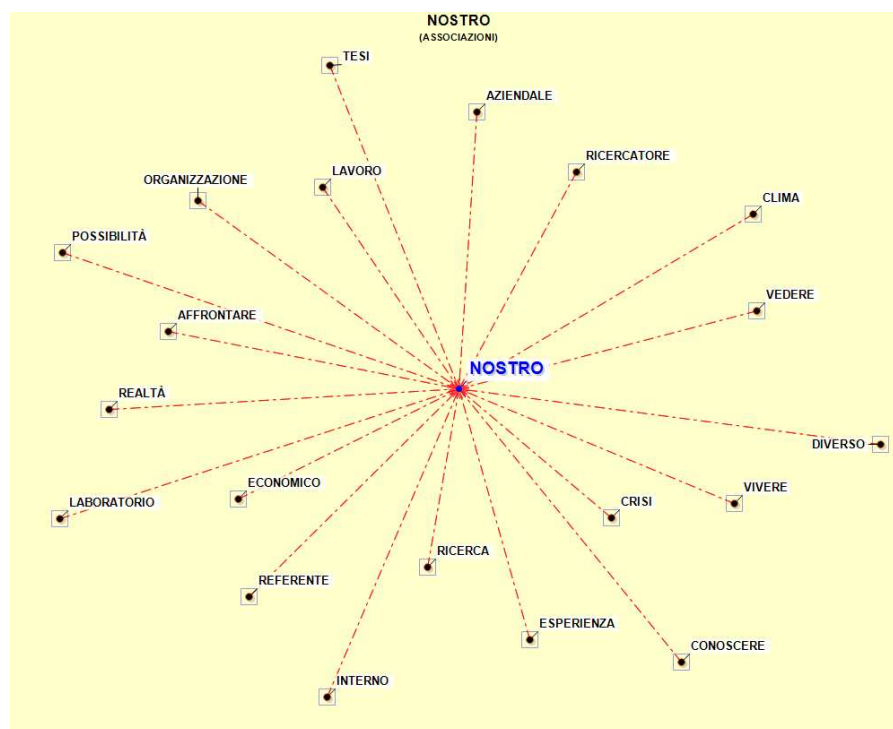 NOSTRO
(ASSOCIAZIONI)
TESI
AZIENDALE
RICERCATORE
LAVORO
ORGANIZZAZIONE
CLIMA
POSSIBILITÀ
VEDERE
AFFRONTARE
NOSTRO
REALTÀ
DIVERSO
ECONOMICO
VIVERE
LABORATORIO
CRISI
RICERCA
REFERENTE
ESPERIENZA
CONOSCERE
INTERNO